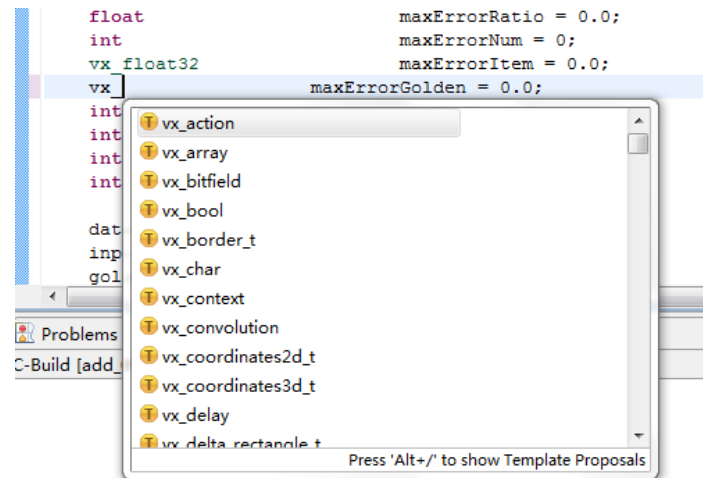 float maxErrorRatio = 0.0;
int maxErrorNum = 0;
vx_float32 maxErrorItem = 0.0;
vx_ maxErrorGolden = 0.0;
int
int
int
int
dat
inp
gol
vx_action
vx_array
vx_bitfield
vx_bool
vx_border_t
vx_char
vx_context
vx_convolution
vx_coordinates2d_t
vx_coordinates3d_t
vx_delay
vx_delta_rectangle_t
Press 'Alt+/' to show Template Proposals
Problems
C-Build [add_